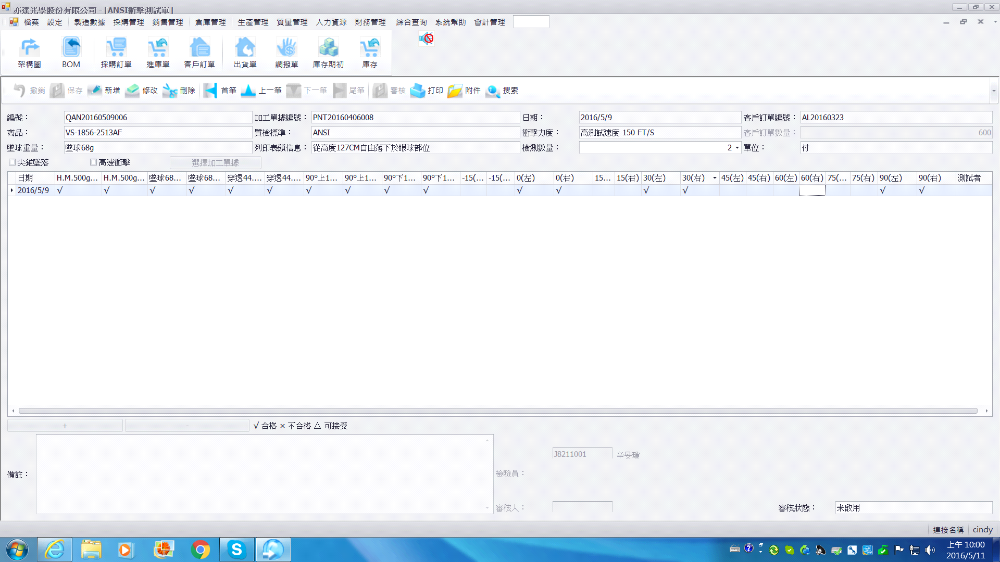 亦達光學股份有限公司 - [ANSI衝擊測試單]
檔案 設定 製造數據 採購管理 銷售管理 倉庫管理 生產管理 質量管理 人力資源 財務管理 綜合查询 系統幫助 會計管理
架構圖 BOM 採購訂單 進庫單 客戶訂單 出貨單 調撥單 庫存期初 庫存
撤銷 保存 新增 修改 刪除 首筆 上一筆 下一筆 尾筆 審核 打印 附件 搜索
編號： QAN20160509006 加工單據編號： PNT20160406008 日期： 2016/5/9 客戶訂單編號： AL20160323
商品： VS-1856-2513AF 質檢標準： ANSI 衝擊力度： 高測試速度 150 FT/S 客戶訂單數量： 600
墜球重量： 墜球68g 列印表頭信息： 從高度127CM自由落下於眼球部位 檢測數量： 2 單位： 付
尖錐墜落 高速衝擊 選擇加工單據
日期 H.M.500g... H.M.500g... 墜球68... 墜球68... 穿透44.... 穿透44.... 90°上1... 90°上1... 90°下1... 90°下1... -15(... -15(... 0(左) 0(右) 15... 15(右) 30(左) 30(右) 45(左) 45(右) 60(左) 60(右) 75(... 75(右) 90(左) 90(右) 測試者
2016/5/9 √ √ √ √ √ √ √ √ √ √ √ √ √ √ √ √
+ - √ 合格 × 不合格 △ 可接受
J8211001 辛旻瓊
備註： 檢驗員：
審核人： 審核狀態： 未啟用
連接名稱 cindy
上午 10:00
2016/5/11